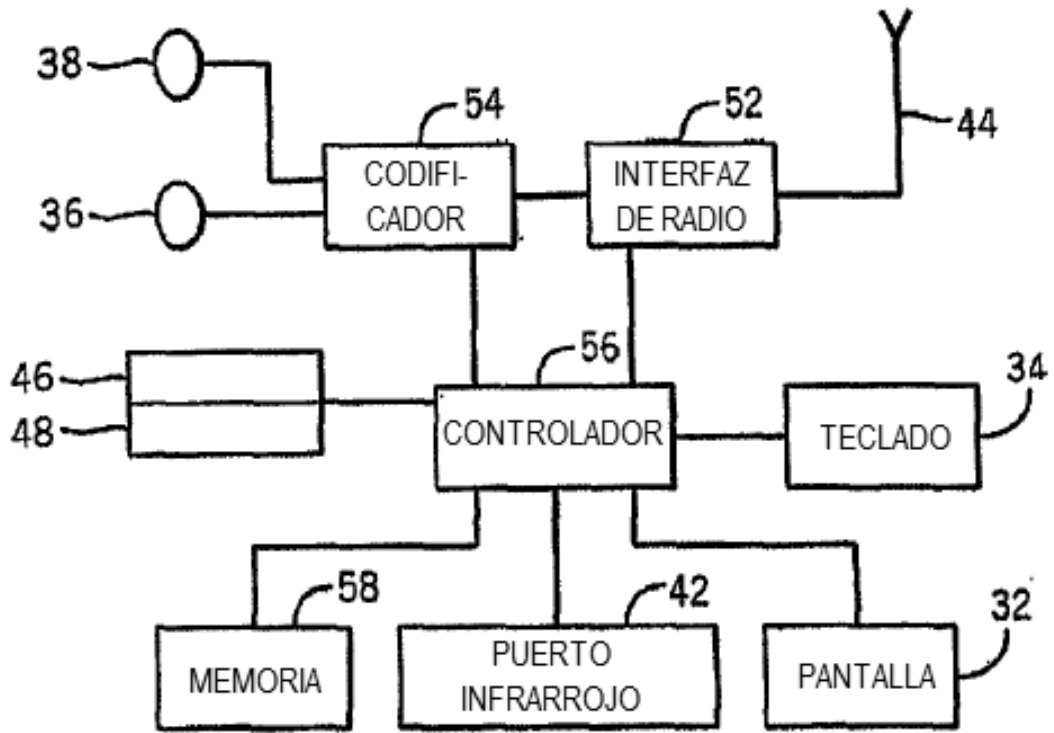 38
54
52
44
CODIFI-
CADOR
INTERFAZ
DE RADIO
36
56
34
46
48
CONTROLADOR
TECLADO
58
42
32
MEMORIA
PUERTO
INFRARROJO
PANTALLA